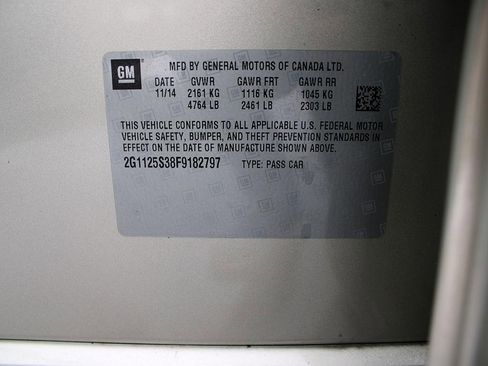 GM
MFD BY GENERAL MOTORS OF CANADA LTD.
DATE GVWR GAWR FRT GAWR RR
11/14 2161 KG 1116 KG 1045 KG
4764 LB 2461 LB 2303 LB
THIS VEHICLE CONFORMS TO ALL APPLICABLE U.S. FEDERAL MOTOR
VEHICLE SAFETY, BUMPER, AND THEFT PREVENTION STANDARDS IN
EFFECT ON THE DATE OF MANUFACTURE SHOWN ABOVE.
2G1125S38F9182797 TYPE: PASS CAR